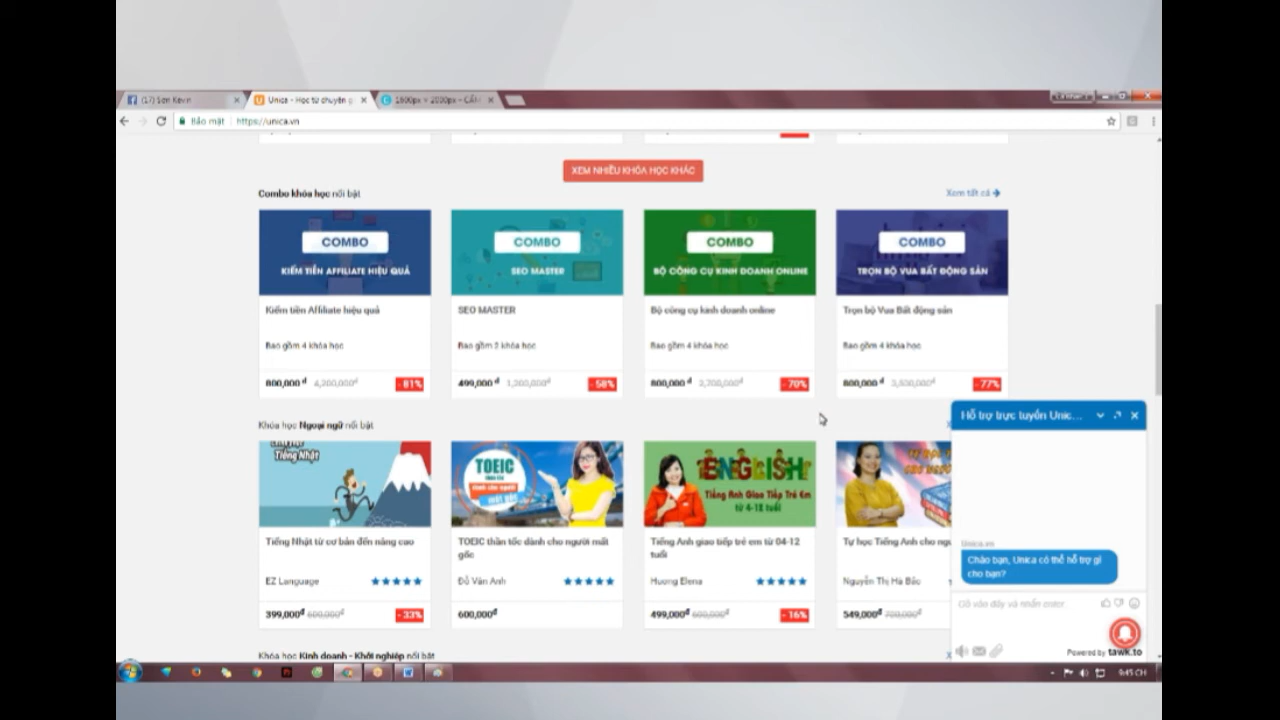 (17) Sơn Kevin
Unica - Học từ chuyên g
1600px × 2000px – CẨM
Bảo mật
https://unica.vn
XEM NHIỀU KHÓA HỌC KHÁC
Combo khóa học nổi bật
Xem tất cả →
COMBO
KIẾM TIỀN AFFILIATE HIỆU QUẢ
COMBO
SEO MASTER
COMBO
BỘ CÔNG CỤ KINH DOANH ONLINE
COMBO
TRỌN BỘ VUA BẤT ĐỘNG SẢN
Kiếm tiền Affiliate hiệu quả
SEO MASTER
Bộ công cụ kinh doanh online
Trọn bộ Vua Bất động sản
Bao gồm 4 khóa học
Bao gồm 2 khóa học
Bao gồm 4 khóa học
Bao gồm 4 khóa học
800,000đ 4,200,000đ -81%
499,000đ 1,200,000đ -58%
800,000đ 2,700,000đ -70%
800,000đ 3,500,000đ -77%
Khóa học Ngoại ngữ nổi bật
Tiếng Nhật
TOEIC
ENGLISH
Tiếng Anh Giao Tiếp Trẻ Em
từ 4-12 tuổi
Tiếng Nhật từ cơ bản đến nâng cao
TOEIC thần tốc dành cho người mất
gốc
Tiếng Anh giao tiếp trẻ em từ 04-12
tuổi
Tự học Tiếng Anh cho ngư
EZ Language
Đỗ Vân Anh
Huong Elena
Nguyễn Thị Hà Bắc
399,000đ 600,000đ -33%
600,000đ
499,000đ 600,000đ -16%
549,000đ 700,000đ
Khóa học Kinh doanh - Khởi nghiệp nổi bật
Hỗ trợ trực tuyến Unic...
Unica.vn
Chào bạn, Unica có thể hỗ trợ gì
cho bạn?
Gõ vào đây và nhấn enter.
Powered by tawk.to
9:45 CH